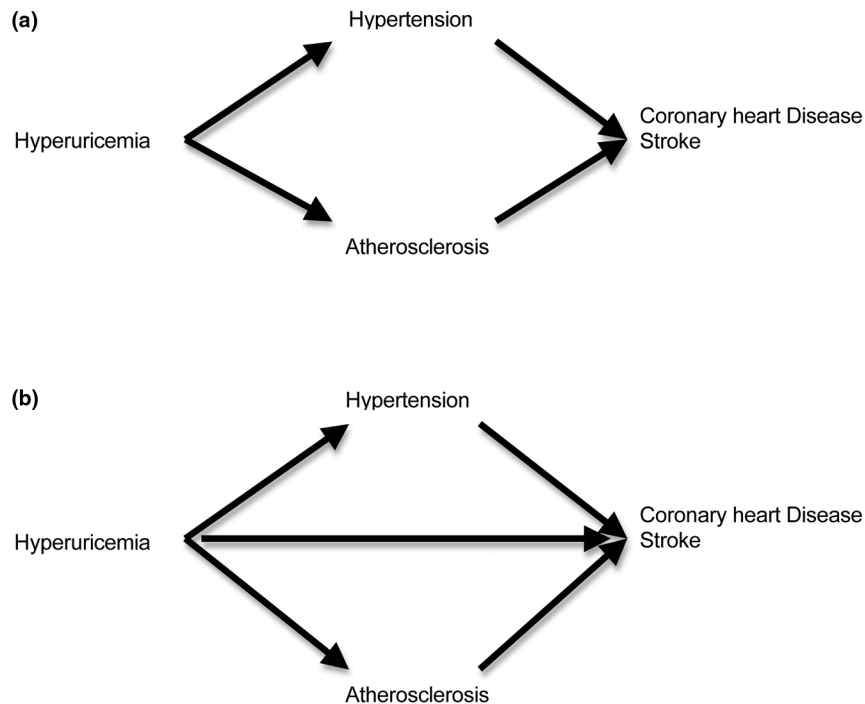 (a)
Hypertension
Hyperuricemia
Coronary heart Disease
Stroke
Atherosclerosis
(b)
Hypertension
Hyperuricemia
Coronary heart Disease
Stroke
Atherosclerosis